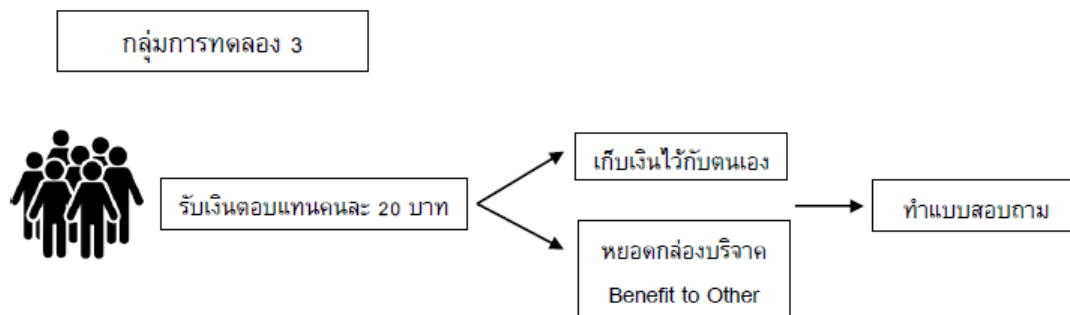 กลุ่มการทดลอง 3
รับเงินตอบแทนคนละ 20 บาท
เก็บเงินไว้กับตนเอง
หยอดกล่องบริจาค
Benefit to Other
ทำแบบสอบถาม